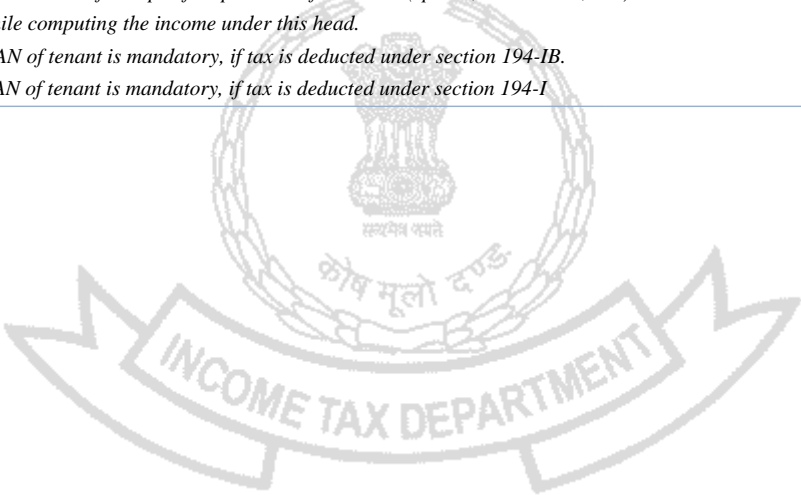 ile computing the income under this head.
AN of tenant is mandatory, if tax is deducted under section 194-IB.
AN of tenant is mandatory, if tax is deducted under section 194-I
सत्यमेव जयते
कोष मूलो दण्डः
INCOME TAX DEPARTMENT